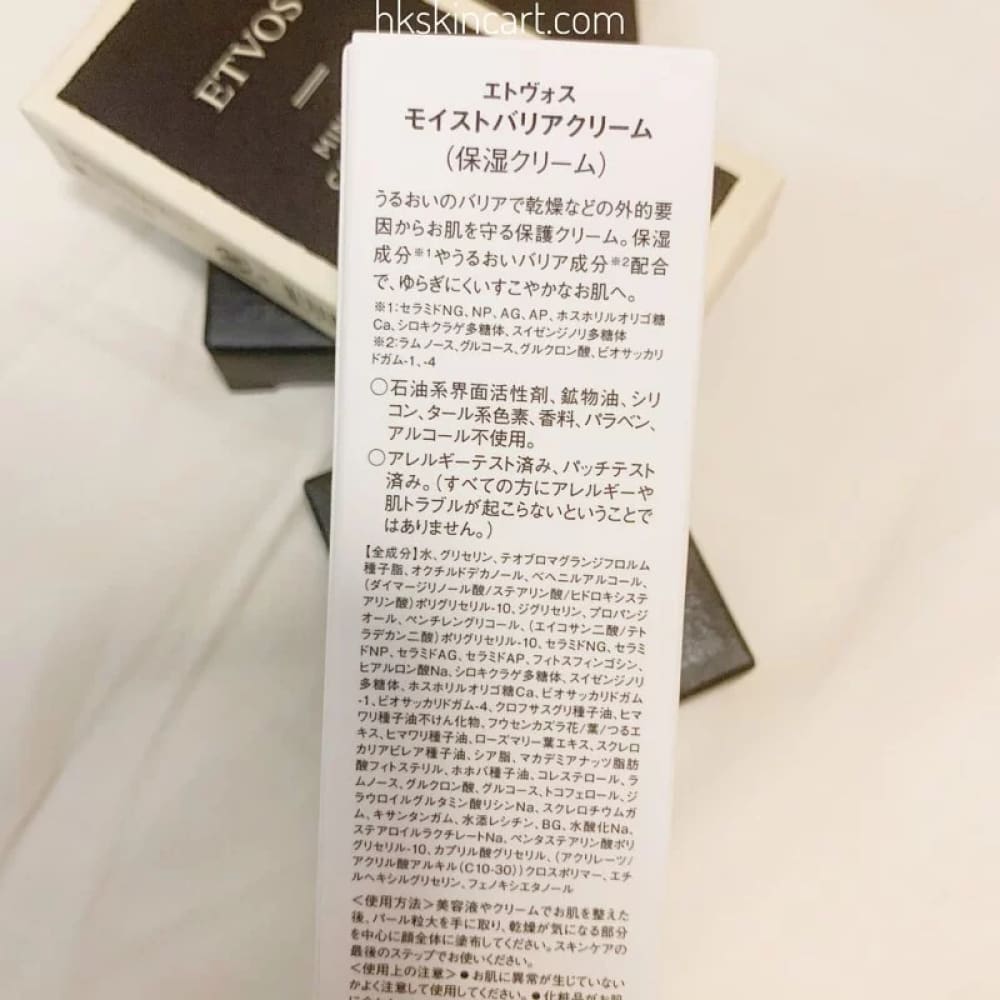 hkskincart.com
ETVOS
エトヴォス
モイストバリアクリーム
(保湿クリーム)
うるおいのバリアで乾燥などの外的要
因からお肌を守る保護クリーム。保湿
成分※1やうるおいバリア成分※2配合
で、ゆらぎにくいすこやかなお肌へ。
※1:セラミドNG、NP、AG、AP、ホスホリルオリゴ糖
Ca、シロキクラゲ多糖体、スイゼンジノリ多糖体
※2:ラムノース、グルコース、グルクロン酸、ビオサッカリ
ドガム-1、-4
○石油系界面活性剤、鉱物油、シリ
コン、タール系色素、香料、パラベン、
アルコール不使用。
○アレルギーテスト済み、パッチテスト
済み。(すべての方にアレルギーや
肌トラブルが起こらないということで
はありません。)
【全成分】水、グリセリン、テオブロマグランジフロルム
種子脂、オクチルドデカノール、ベヘニルアルコール、
(ダイマージリノール酸/ステアリン酸/ヒドロキシステ
アリン酸)ポリグリセリル-10、ジグリセリン、プロパンジ
オール、ペンチレングリコール、(エイコサン二酸/テト
ラデカン二酸)ポリグリセリル-10、セラミドNG、セラミ
ドNP、セラミドAG、セラミドAP、フィトスフィンゴシン、
ヒアルロン酸Na、シロキクラゲ多糖体、スイゼンジノリ
多糖体、ホスホリルオリゴ糖Ca、ビオサッカリドガム
-1、ビオサッカリドガム-4、クロフサスグリ種子油、ヒマ
ワリ種子油不けん化物、フウセンカズラ花/葉/つるエ
キス、ヒマワリ種子油、ローズマリー葉エキス、スクレロ
カリアビレア種子油、シア脂、マカデミアナッツ脂肪
酸フィトステリル、ホホバ種子油、コレステロール、ラ
ムノース、グルクロン酸、グルコース、トコフェロール、ジ
ラウロイルグルタミン酸リシンNa、スクレロチウムガ
ム、キサンタンガム、水添レシチン、BG、水酸化Na、
ステアロイルラクチレートNa、ペンタステアリン酸ポリ
グリセリル-10、カプリル酸グリセリル、(アクリレーツ/
アクリル酸アルキル(C10-30))クロスポリマー、エチ
ルヘキシルグリセリン、フェノキシエタノール
<使用方法>美容液やクリームでお肌を整えた
後、パール粒大を手に取り、乾燥が気になる部分
を中心に顔全体に塗布してください。スキンケアの
最後のステップでお使いください。
<使用上の注意>●お肌に異常が生じていない
かよく注意して使用してください。●化粧品がお肌